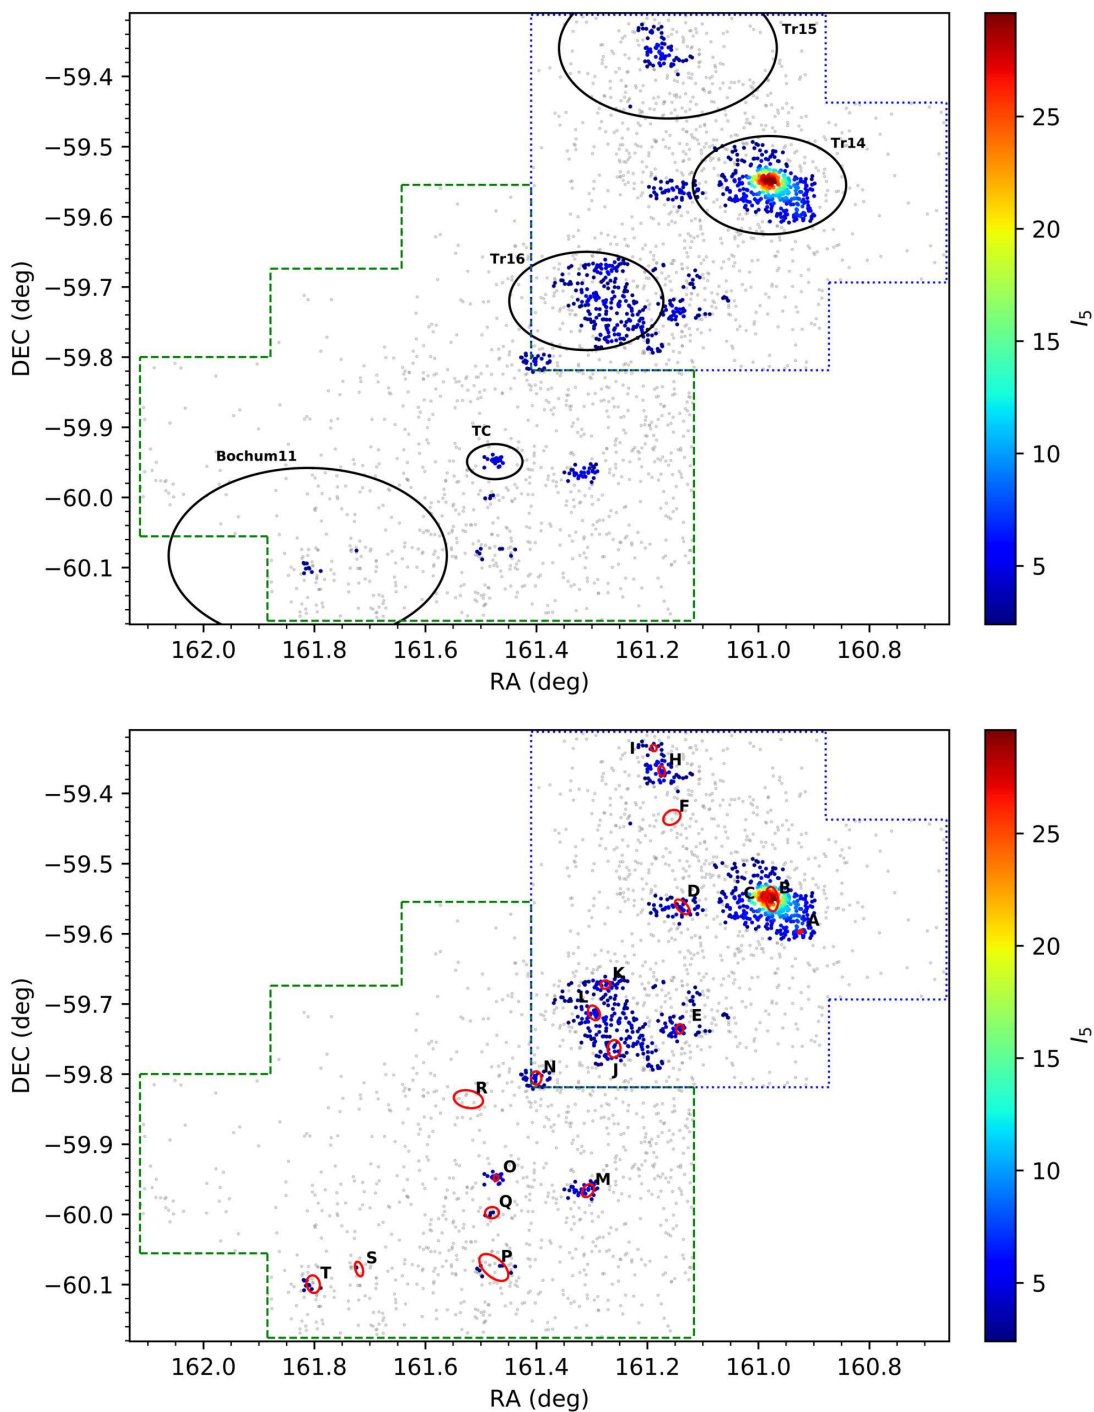 Tr15
−59.4
25
−59.5
Tr14
−59.6
20
Tr16
DEC (deg)
−59.7
I5
15
−59.8
−59.9
TC
10
Bochum11
−60.0
5
−60.1
162.0 161.8 161.6 161.4 161.2 161.0 160.8
RA (deg)
I
H
−59.4
F
25
−59.5
D C B
A
−59.6
20
K
L
DEC (deg)
−59.7
E
I5
J
N
15
−59.8
R
−59.9
O
M
10
Q
−60.0
P
S
T
5
−60.1
162.0 161.8 161.6 161.4 161.2 161.0 160.8
RA (deg)